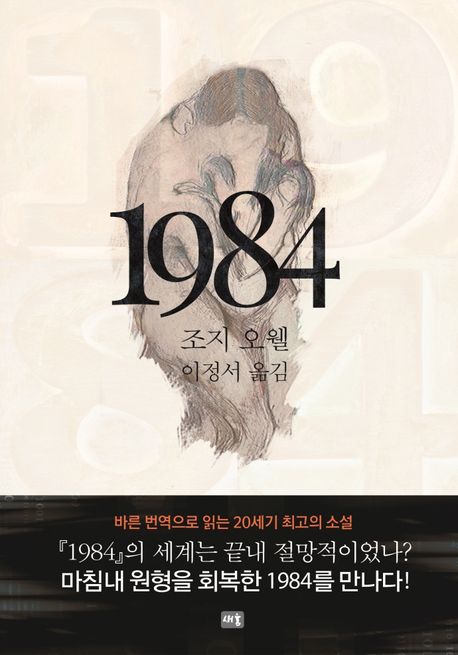 1984
조지 오웰
이정서 옮김
바른 번역으로 읽는 20세기 최고의 소설
『1984』의 세계는 끝내 절망적이었나?
마침내 원형을 회복한 1984를 만나다!
새움